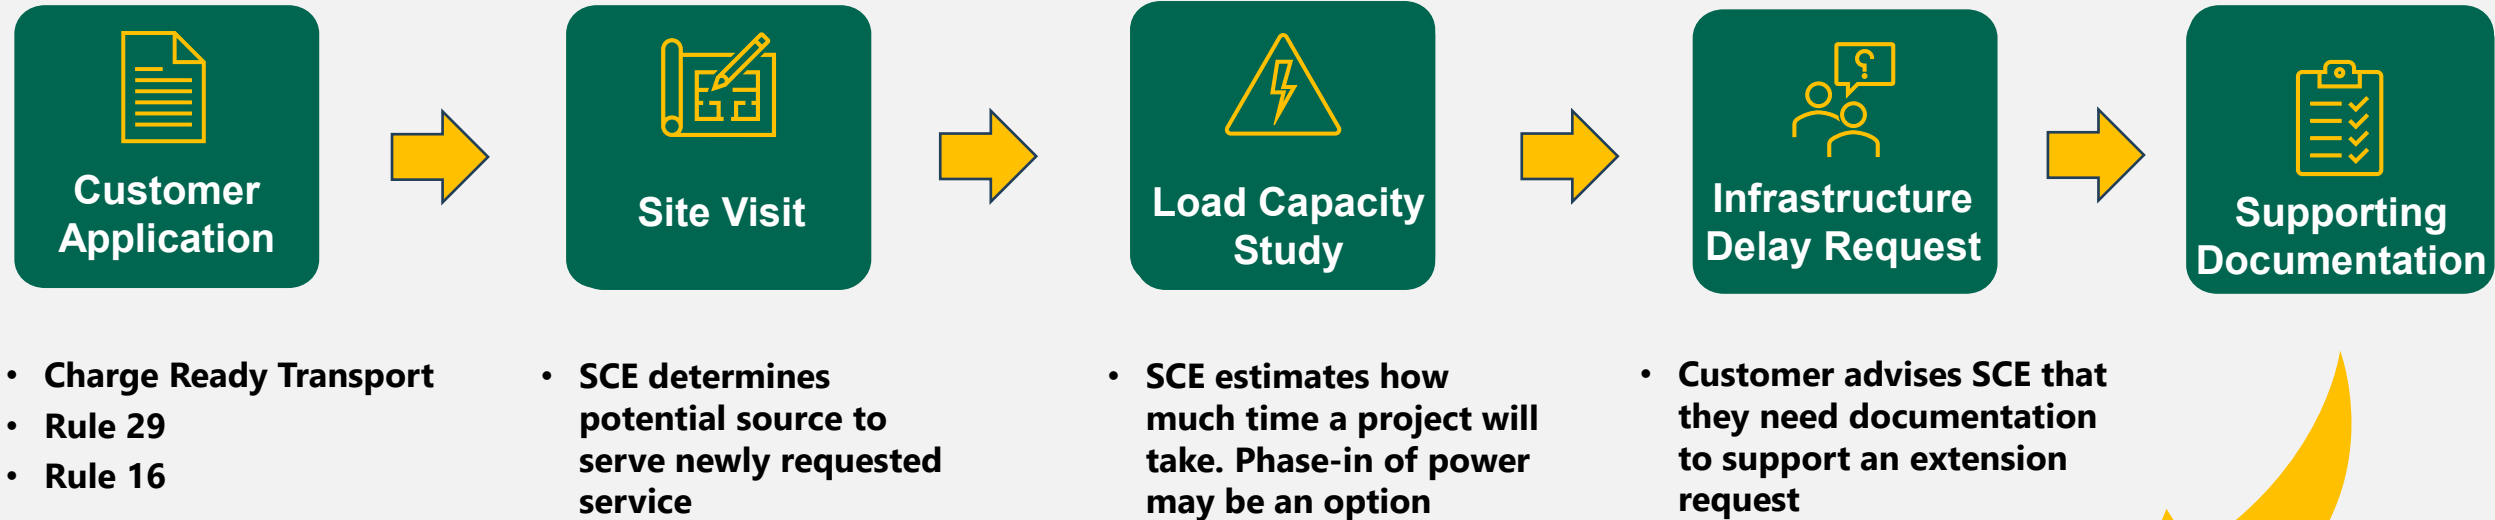 Customer
Application
Site Visit
Load Capacity
Study
Infrastructure
Delay Request
Supporting
Documentation
• Charge Ready Transport
• Rule 29
• Rule 16
• SCE determines
potential source to
serve newly requested
service
• SCE estimates how
much time a project will
take. Phase-in of power
may be an option
• Customer advises SCE that
they need documentation
to support an extension
request